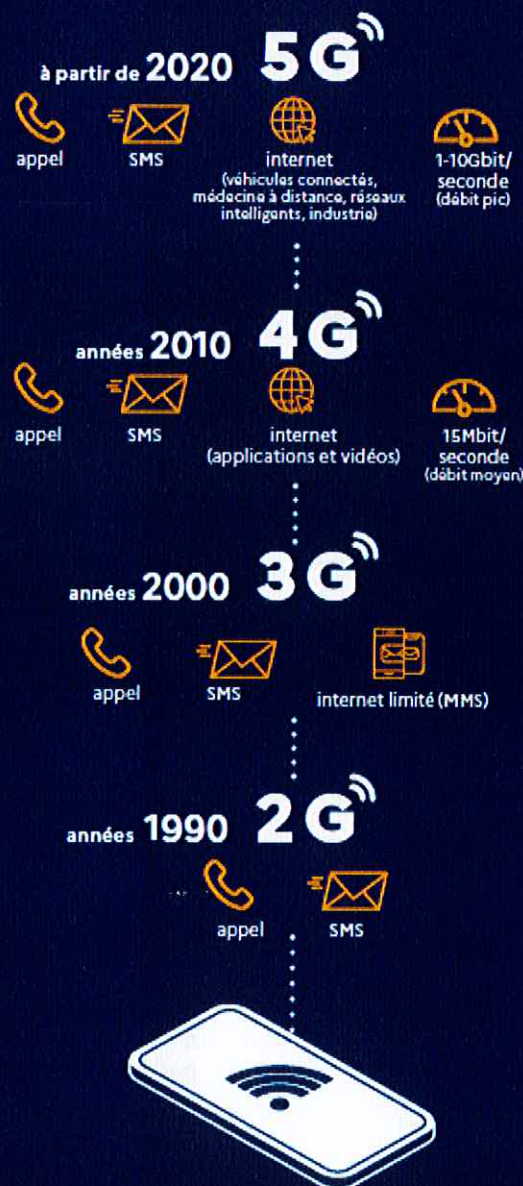 à partir de 2020 5G
appel
SMS
internet
(véhicules connectés,
médecine à distance, réseaux
intelligents, industrie)
1-10Gbit/
seconde
(débit pic)
années 2010 4G
appel
SMS
internet
(applications et vidéos)
15Mbit/
seconde
(débit moyen)
années 2000 3G
appel
SMS
internet limité (MMS)
années 1990 2G
appel
SMS